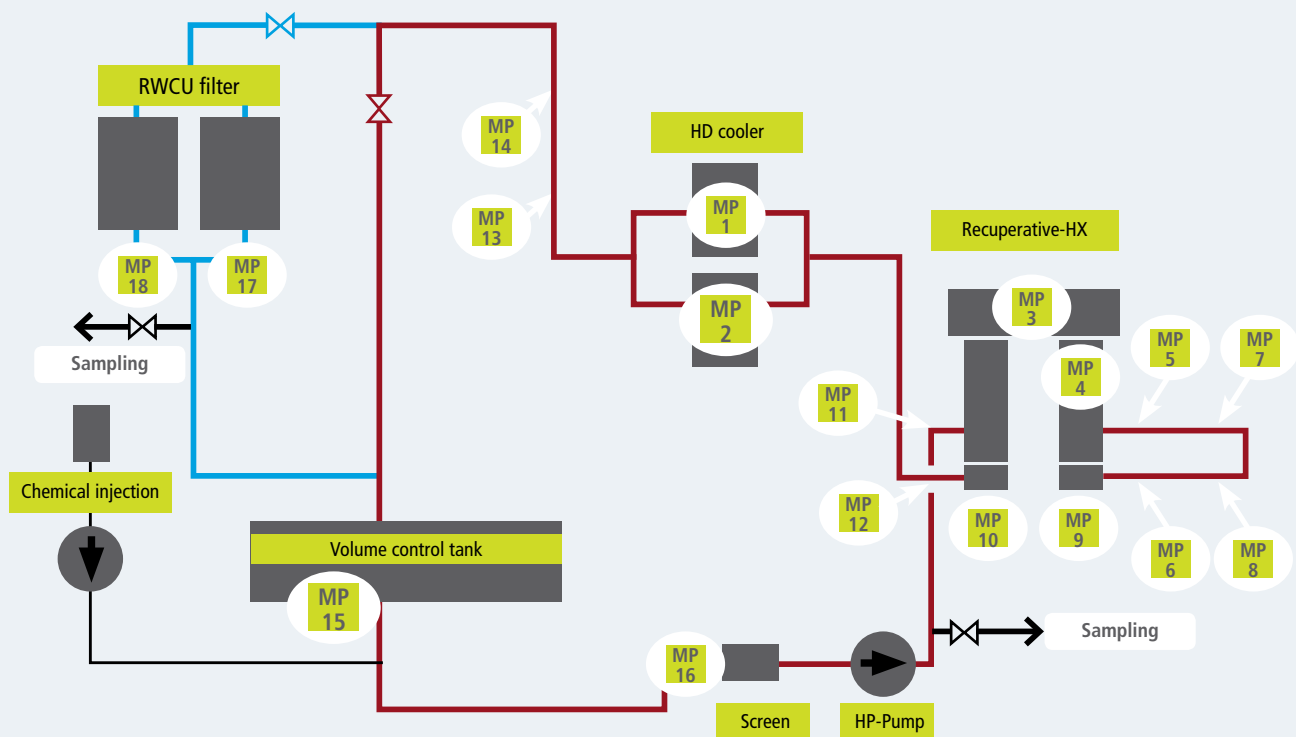 RWCU filter
MP
14
HD cooler
MP
13
MP
1
Recuperative-HX
MP
18
MP
17
MP
2
MP
3
Sampling
MP
4
MP
5
MP
7
MP
11
Chemical injection
MP
12
MP
10
MP
9
MP
6
MP
8
Volume control tank
MP
15
Sampling
MP
16
Screen
HP-Pump